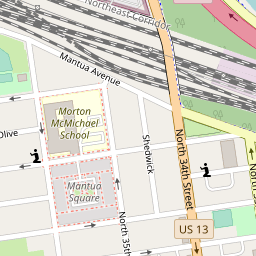 Northeast Corridor
Mantua Avenue
Morton
McMichael
School
Olive
Shedwick
North 34th Street
Mantua
Square
North 35th
US 13